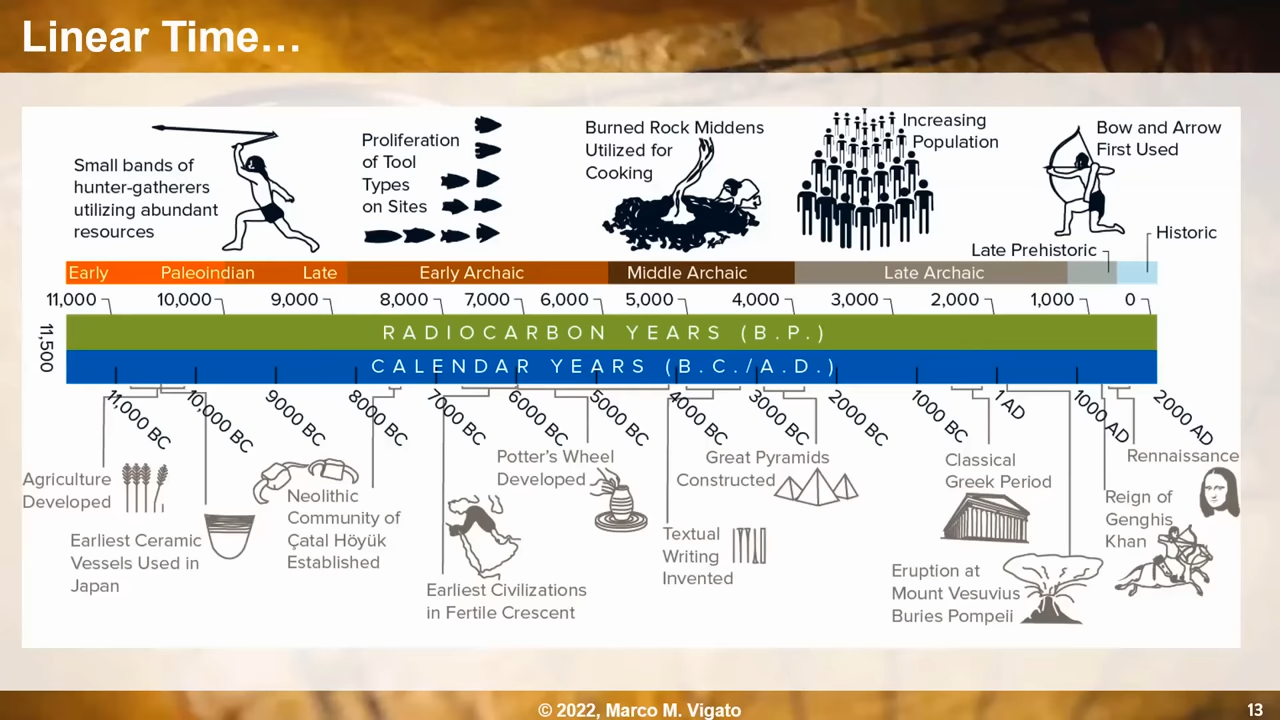 Linear Time...
Small bands of
hunter-gatherers
utilizing abundant
resources
Proliferation
of Tool
Types
on Sites
Burned Rock Middens
Utilized for
Cooking
Increasing
Population
Bow and Arrow
First Used
Late Prehistoric
Historic
Early Paleoindian Late Early Archaic Middle Archaic Late Archaic
11,000 10,000 9,000 8,000 7,000 6,000 5,000 4,000 3,000 2,000 1,000 0
11,500
RADIOCARBON YEARS (B.P.)
CALENDAR YEARS (B.C./A.D.)
11,000 BC 10,000 BC 9000 BC 8000 BC 7000 BC 6000 BC 5000 BC 4000 BC 3000 BC 2000 BC 1000 BC 1 AD 1000 AD 2000 AD
Agriculture
Developed
Earliest Ceramic
Vessels Used in
Japan
Neolithic
Community of
Çatal Höyük
Established
Earliest Civilizations
in Fertile Crescent
Potter's Wheel
Developed
Textual
Writing
Invented
Great Pyramids
Constructed
Classical
Greek Period
Eruption at
Mount Vesuvius
Buries Pompeii
Reign of
Genghis
Khan
Rennaissance
© 2022, Marco M. Vigato
13